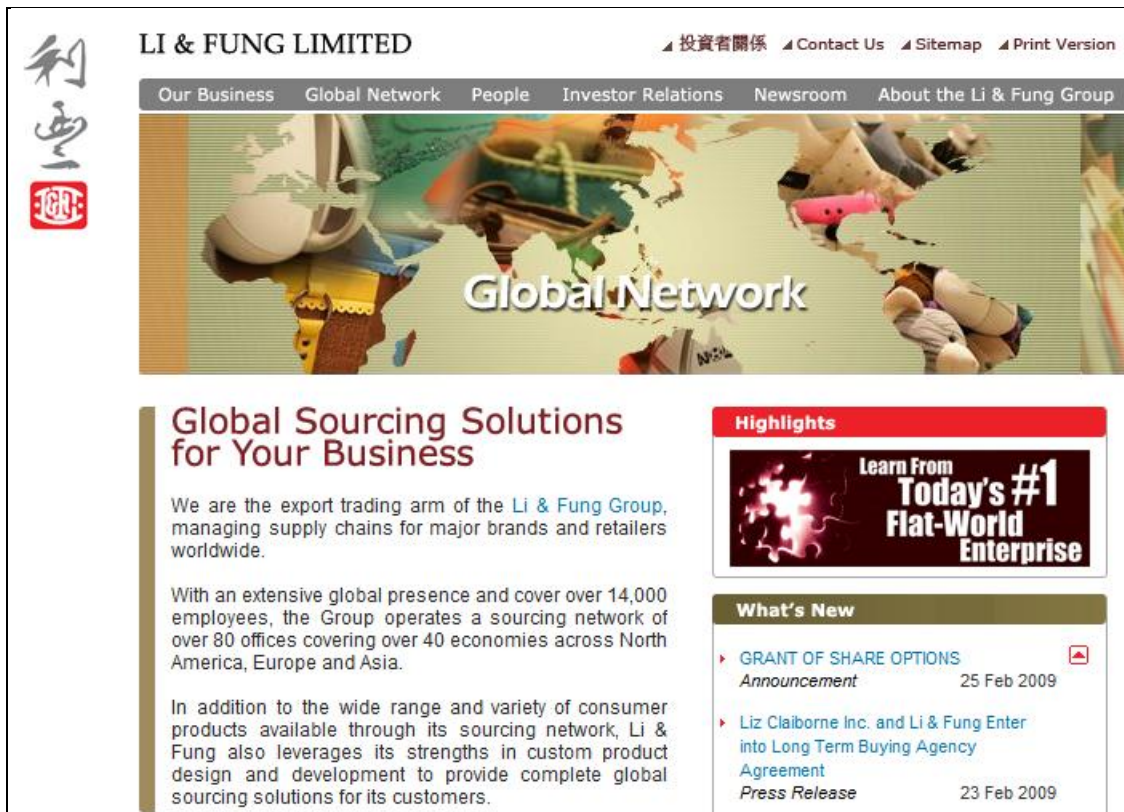 利
豐
LI & FUNG LIMITED
投資者關係 Contact Us Sitemap Print Version
Our Business Global Network People Investor Relations Newsroom About the Li & Fung Group
Global Network
Global Sourcing Solutions
for Your Business
We are the export trading arm of the Li & Fung Group,
managing supply chains for major brands and retailers
worldwide.
With an extensive global presence and cover over 14,000
employees, the Group operates a sourcing network of
over 80 offices covering over 40 economies across North
America, Europe and Asia.
In addition to the wide range and variety of consumer
products available through its sourcing network, Li &
Fung also leverages its strengths in custom product
design and development to provide complete global
sourcing solutions for its customers.
Highlights
Learn From
Today's #1
Flat-World
Enterprise
What's New
GRANT OF SHARE OPTIONS
Announcement 25 Feb 2009
Liz Claiborne Inc. and Li & Fung Enter
into Long Term Buying Agency
Agreement
Press Release 23 Feb 2009